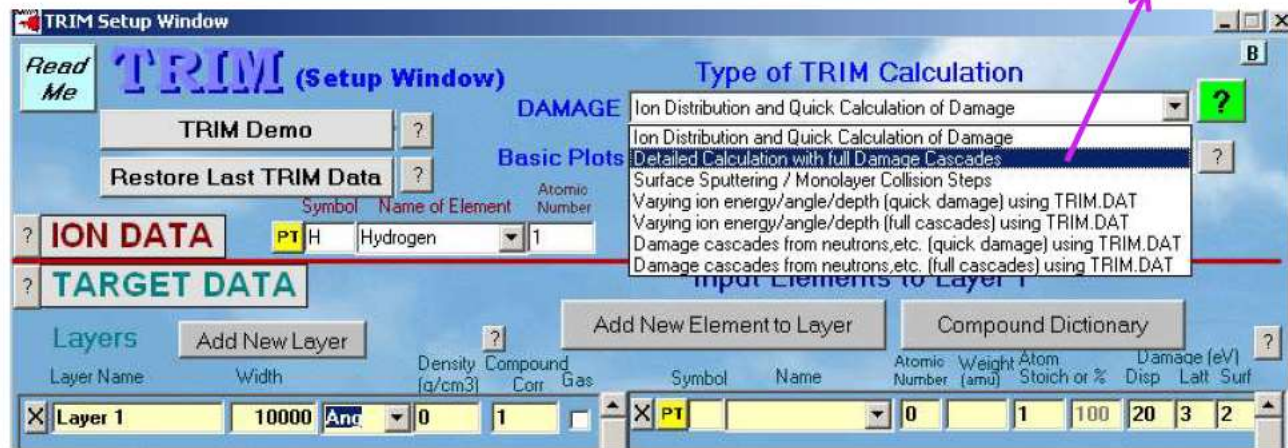 TRIM Setup Window
Read Me
TRIM (Setup Window)
Type of TRIM Calculation
B
DAMAGE
Ion Distribution and Quick Calculation of Damage
?
TRIM Demo
?
Ion Distribution and Quick Calculation of Damage
Basic Plots
Detailed Calculation with full Damage Cascades
?
Restore Last TRIM Data
?
Surface Sputtering / Monolayer Collision Steps
Varying ion energy/angle/depth (quick damage) using TRIM.DAT
Varying ion energy/angle/depth (full cascades) using TRIM.DAT
Damage cascades from neutrons,etc. (quick damage) using TRIM.DAT
Damage cascades from neutrons,etc. (full cascades) using TRIM.DAT
Symbol Name of Element Atomic Number
? ION DATA PT H Hydrogen 1
? TARGET DATA
Input Elements to Layer 1
Layers
Add New Layer
?
Add New Element to Layer
Compound Dictionary
?
Layer Name Width Density (g/cm3) Compound Corr Gas
Symbol Name Atomic Number Weight (amu) Atom Stoich or % Damage (eV) Disp Latt Surf
X Layer 1 10000 Ang 0 1
X PT 0 1 100 20 3 2